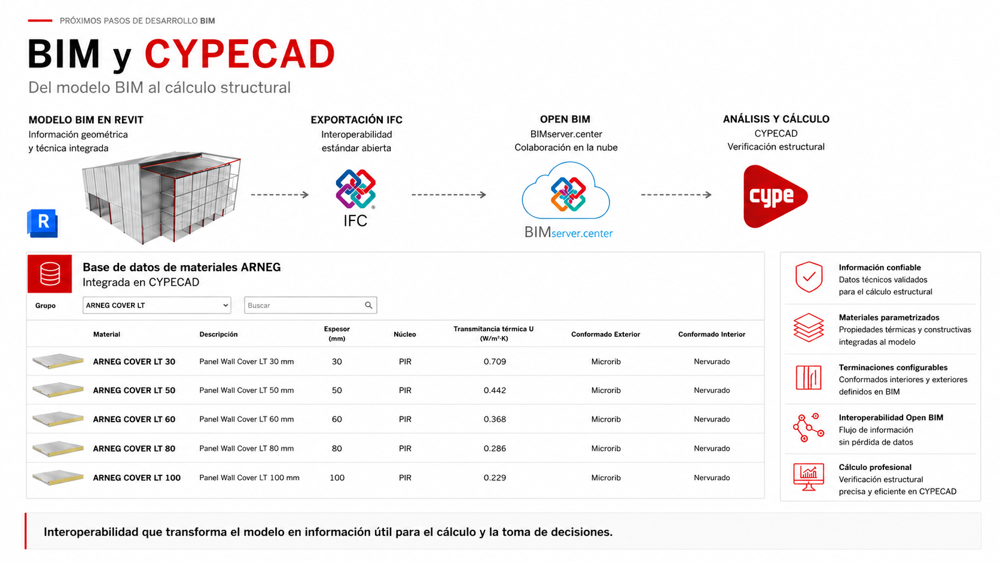 PRÓXIMOS PASOS DE DESARROLLO BIM
BIM y CYPECAD
Del modelo BIM al cálculo structural
MODELO BIM EN REVIT
Información geométrica
y técnica integrada
R
EXPORTACIÓN IFC
Interoperabilidad
estándar abierta
®
IFC
OPEN BIM
BIMserver.center
Colaboración en la nube
BIMserver.center
ANÁLISIS Y CÁLCULO
CYPECAD
Verificación estructural
cype
Base de datos de materiales ARNEG
Integrada en CYPECAD
Grupo ARNEG COVER LT Buscar
Material Descripción Espesor (mm) Núcleo Transmitancia térmica U (W/m²·K) Conformado Exterior Conformado Interior
ARNEG COVER LT 30 Panel Wall Cover LT 30 mm 30 PIR 0.709 Microrib Nervurado
ARNEG COVER LT 50 Panel Wall Cover LT 50 mm 50 PIR 0.442 Microrib Nervurado
ARNEG COVER LT 60 Panel Wall Cover LT 60 mm 60 PIR 0.368 Microrib Nervurado
ARNEG COVER LT 80 Panel Wall Cover LT 80 mm 80 PIR 0.286 Microrib Nervurado
ARNEG COVER LT 100 Panel Wall Cover LT 100 mm 100 PIR 0.229 Microrib Nervurado
Información confiable
Datos técnicos validados
para el cálculo estructural
Materiales parametrizados
Propiedades térmicas y constructivas
integradas al modelo
Terminaciones configurables
Conformados interiores y exteriores
definidos en BIM
Interoperabilidad Open BIM
Flujo de información
sin pérdida de datos
Cálculo profesional
Verificación estructural
precisa y eficiente en CYPECAD
Interoperabilidad que transforma el modelo en información útil para el cálculo y la toma de decisiones.